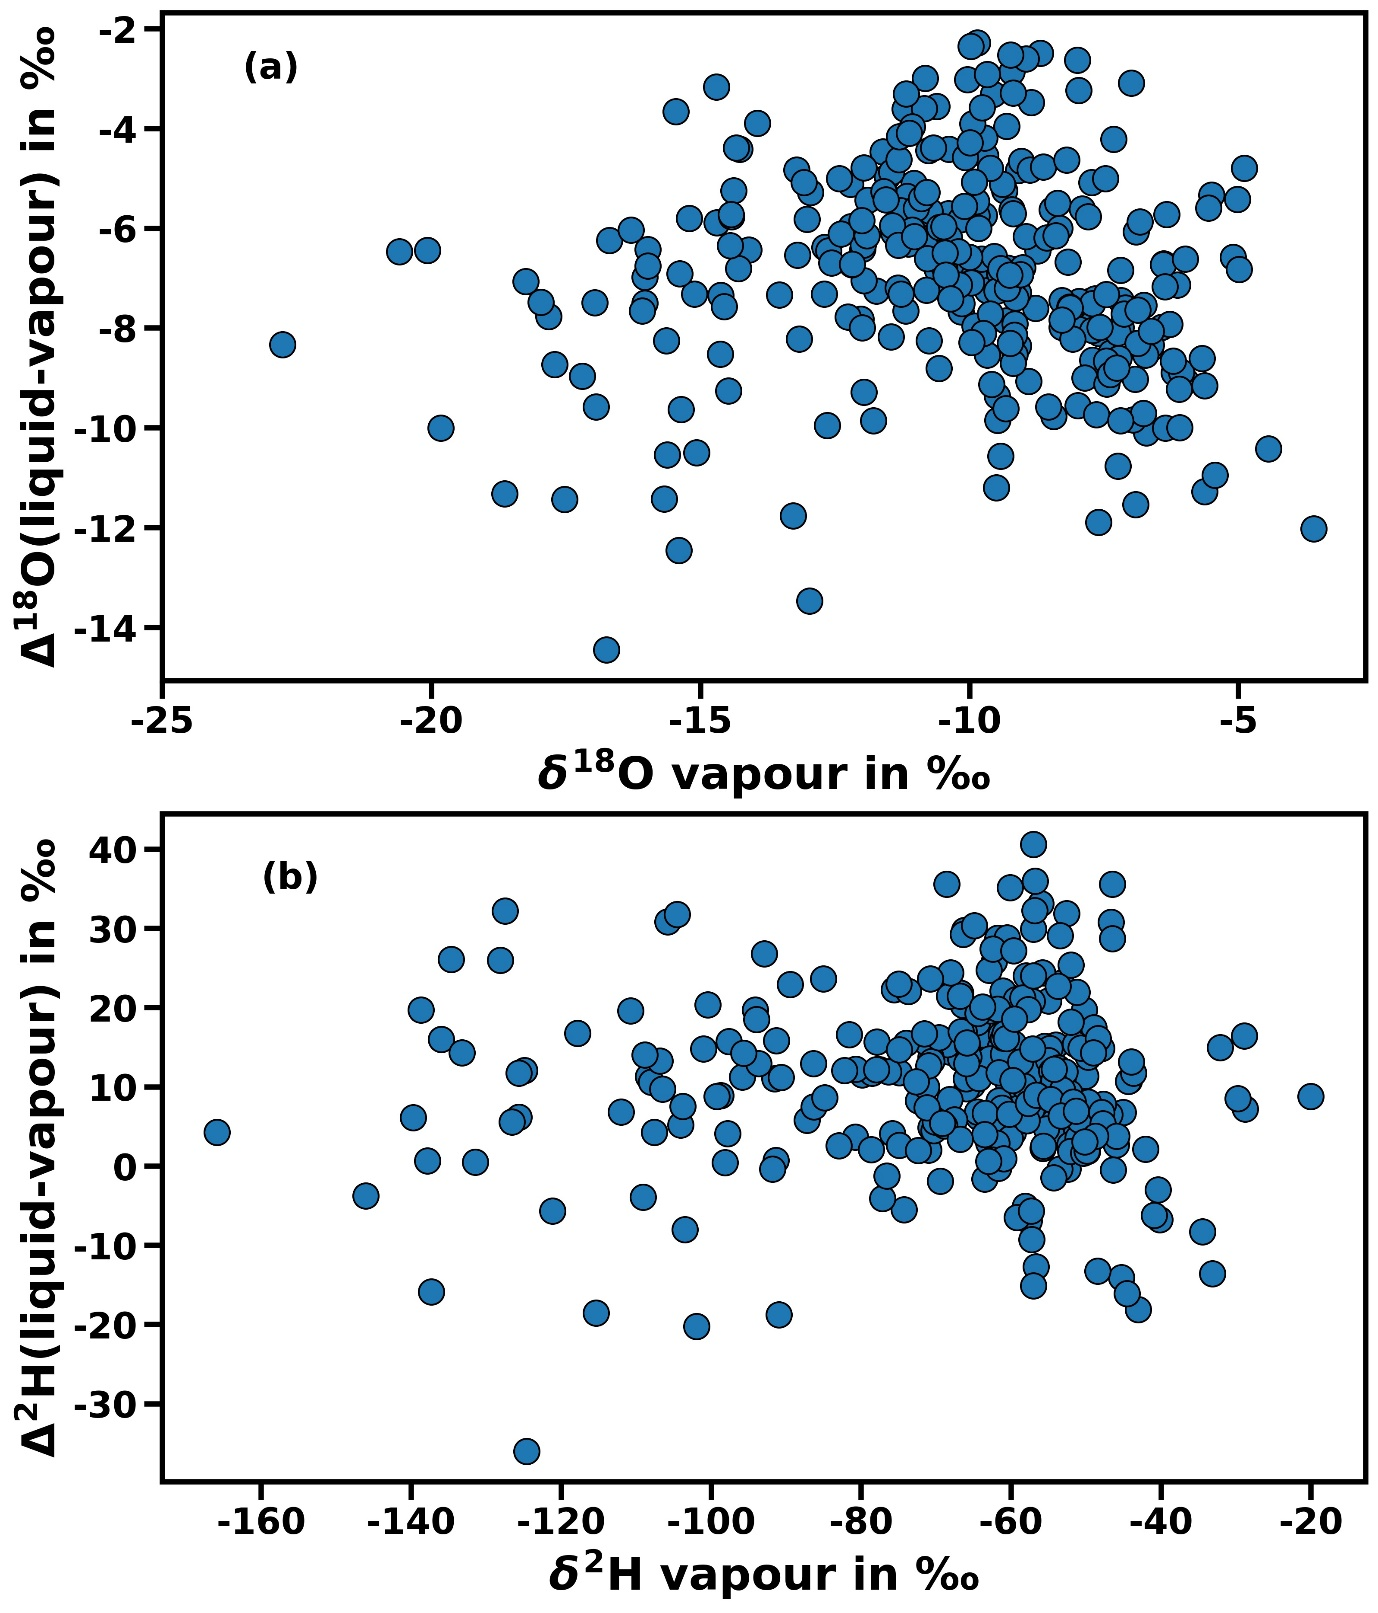 Δ¹⁸O(liquid-vapour) in ‰
(a)
-2
-4
-6
-8
-10
-12
-14
-25 -20 -15 -10 -5
δ¹⁸O vapour in ‰
Δ²H(liquid-vapour) in ‰
(b)
40
30
20
10
0
-10
-20
-30
-160 -140 -120 -100 -80 -60 -40 -20
δ²H vapour in ‰